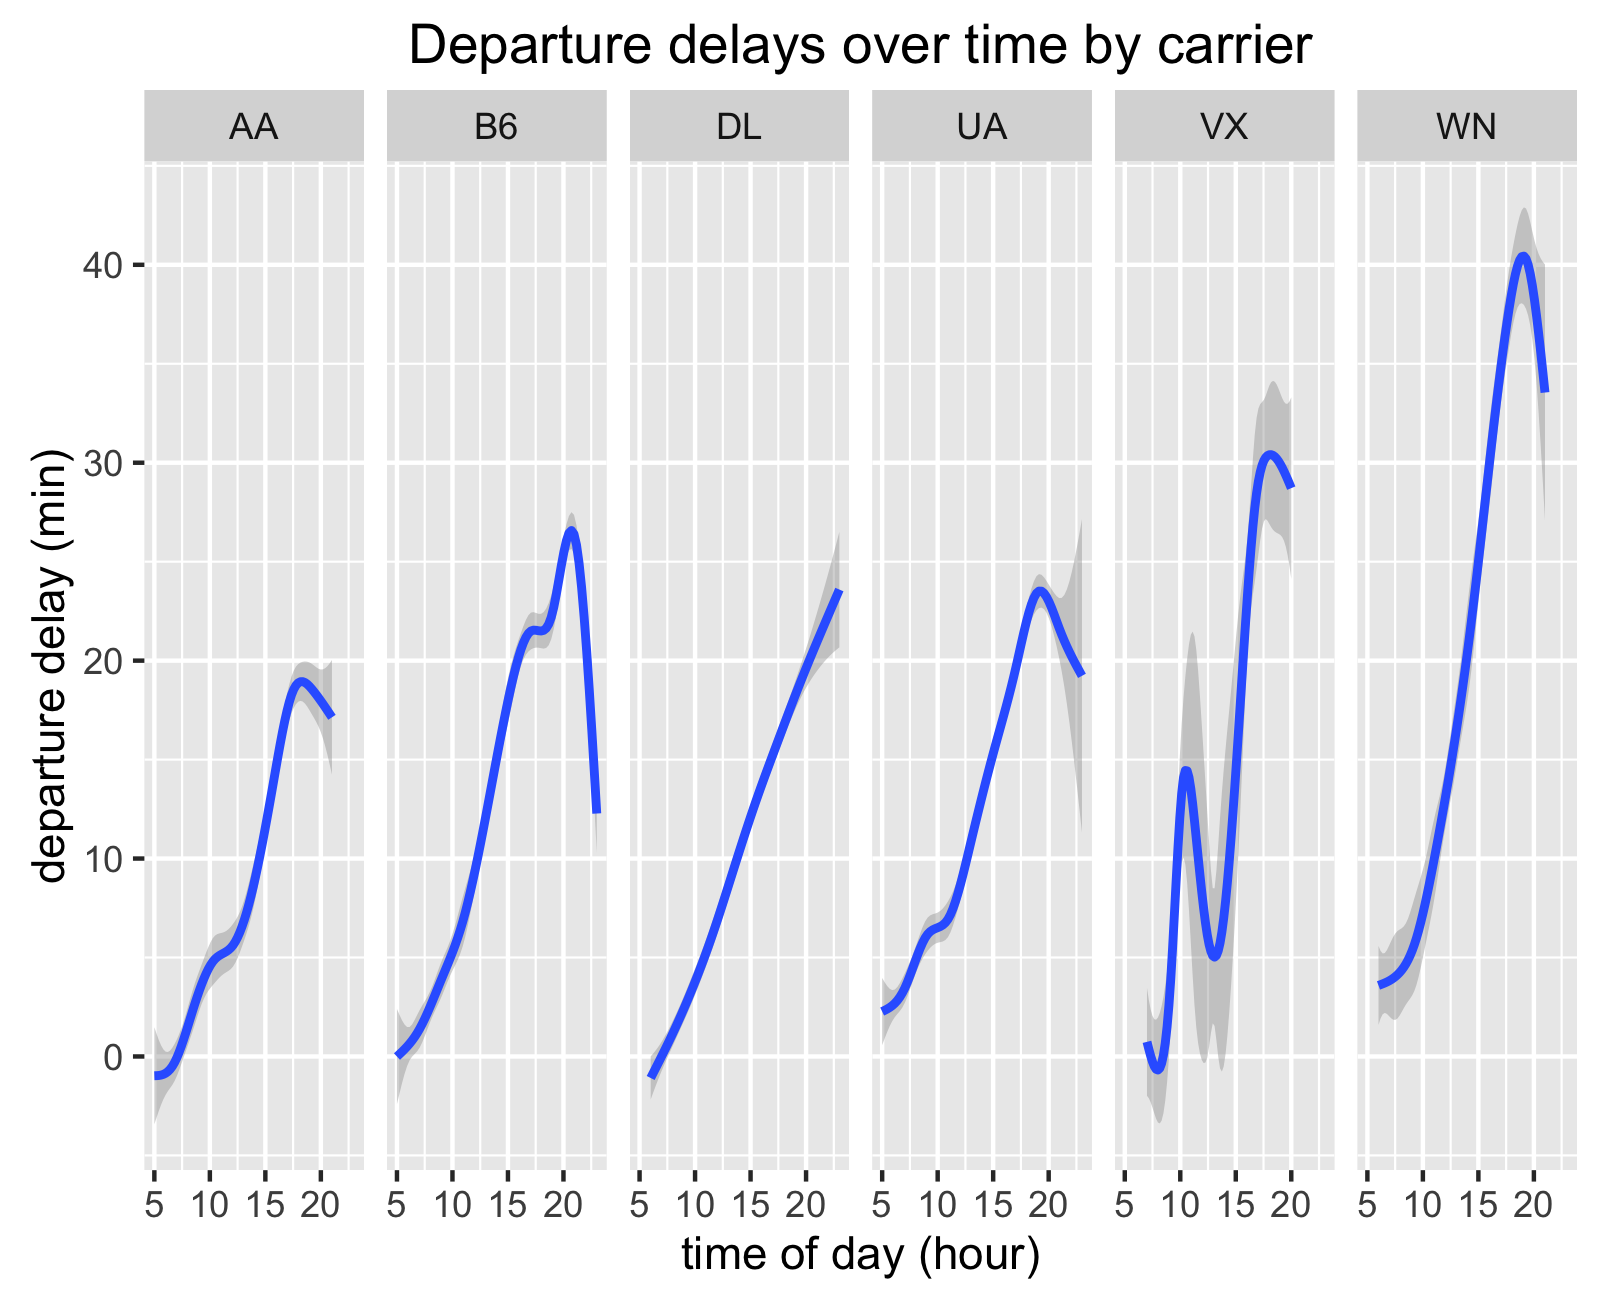 Departure delays over time by carrier
AA B6 DL UA VX WN
departure delay (min)
40
30
20
10
0
5 10 15 20 5 10 15 20 5 10 15 20 5 10 15 20 5 10 15 20 5 10 15 20
time of day (hour)